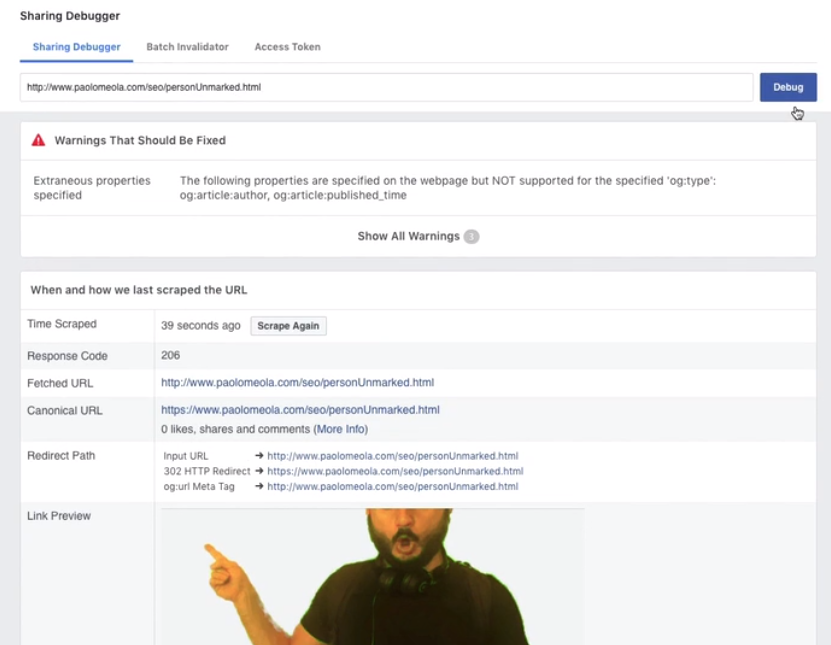 Sharing Debugger
Sharing Debugger Batch Invalidator Access Token
http://www.paolomeola.com/seo/personUnmarked.html Debug
Warnings That Should Be Fixed
Extraneous properties The following properties are specified on the webpage but NOT supported for the specified 'og:type':
specified og:article:author, og:article:published_time
Show All Warnings 3
When and how we last scraped the URL
Time Scraped 39 seconds ago Scrape Again
Response Code 206
Fetched URL http://www.paolomeola.com/seo/personUnmarked.html
Canonical URL https://www.paolomeola.com/seo/personUnmarked.html
0 likes, shares and comments (More Info)
Redirect Path Input URL → http://www.paolomeola.com/seo/personUnmarked.html
302 HTTP Redirect → https://www.paolomeola.com/seo/personUnmarked.html
og:url Meta Tag → http://www.paolomeola.com/seo/personUnmarked.html
Link Preview